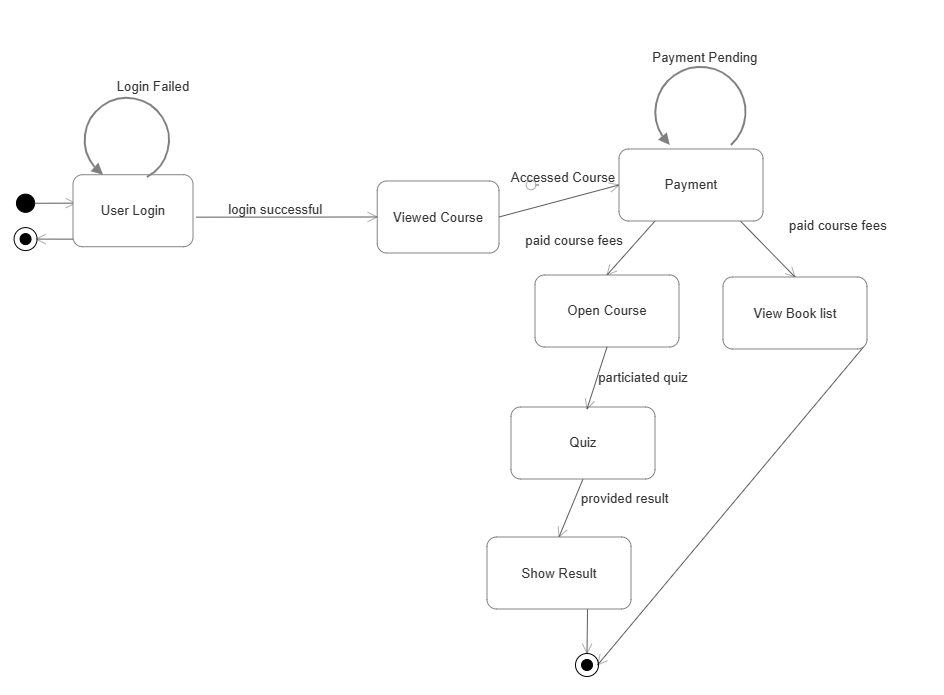 Payment Pending
Login Failed
Accessed Course
Payment
User Login
login successful
Viewed Course
paid course fees
paid course fees
Open Course
View Book list
particiated quiz
Quiz
provided result
Show Result